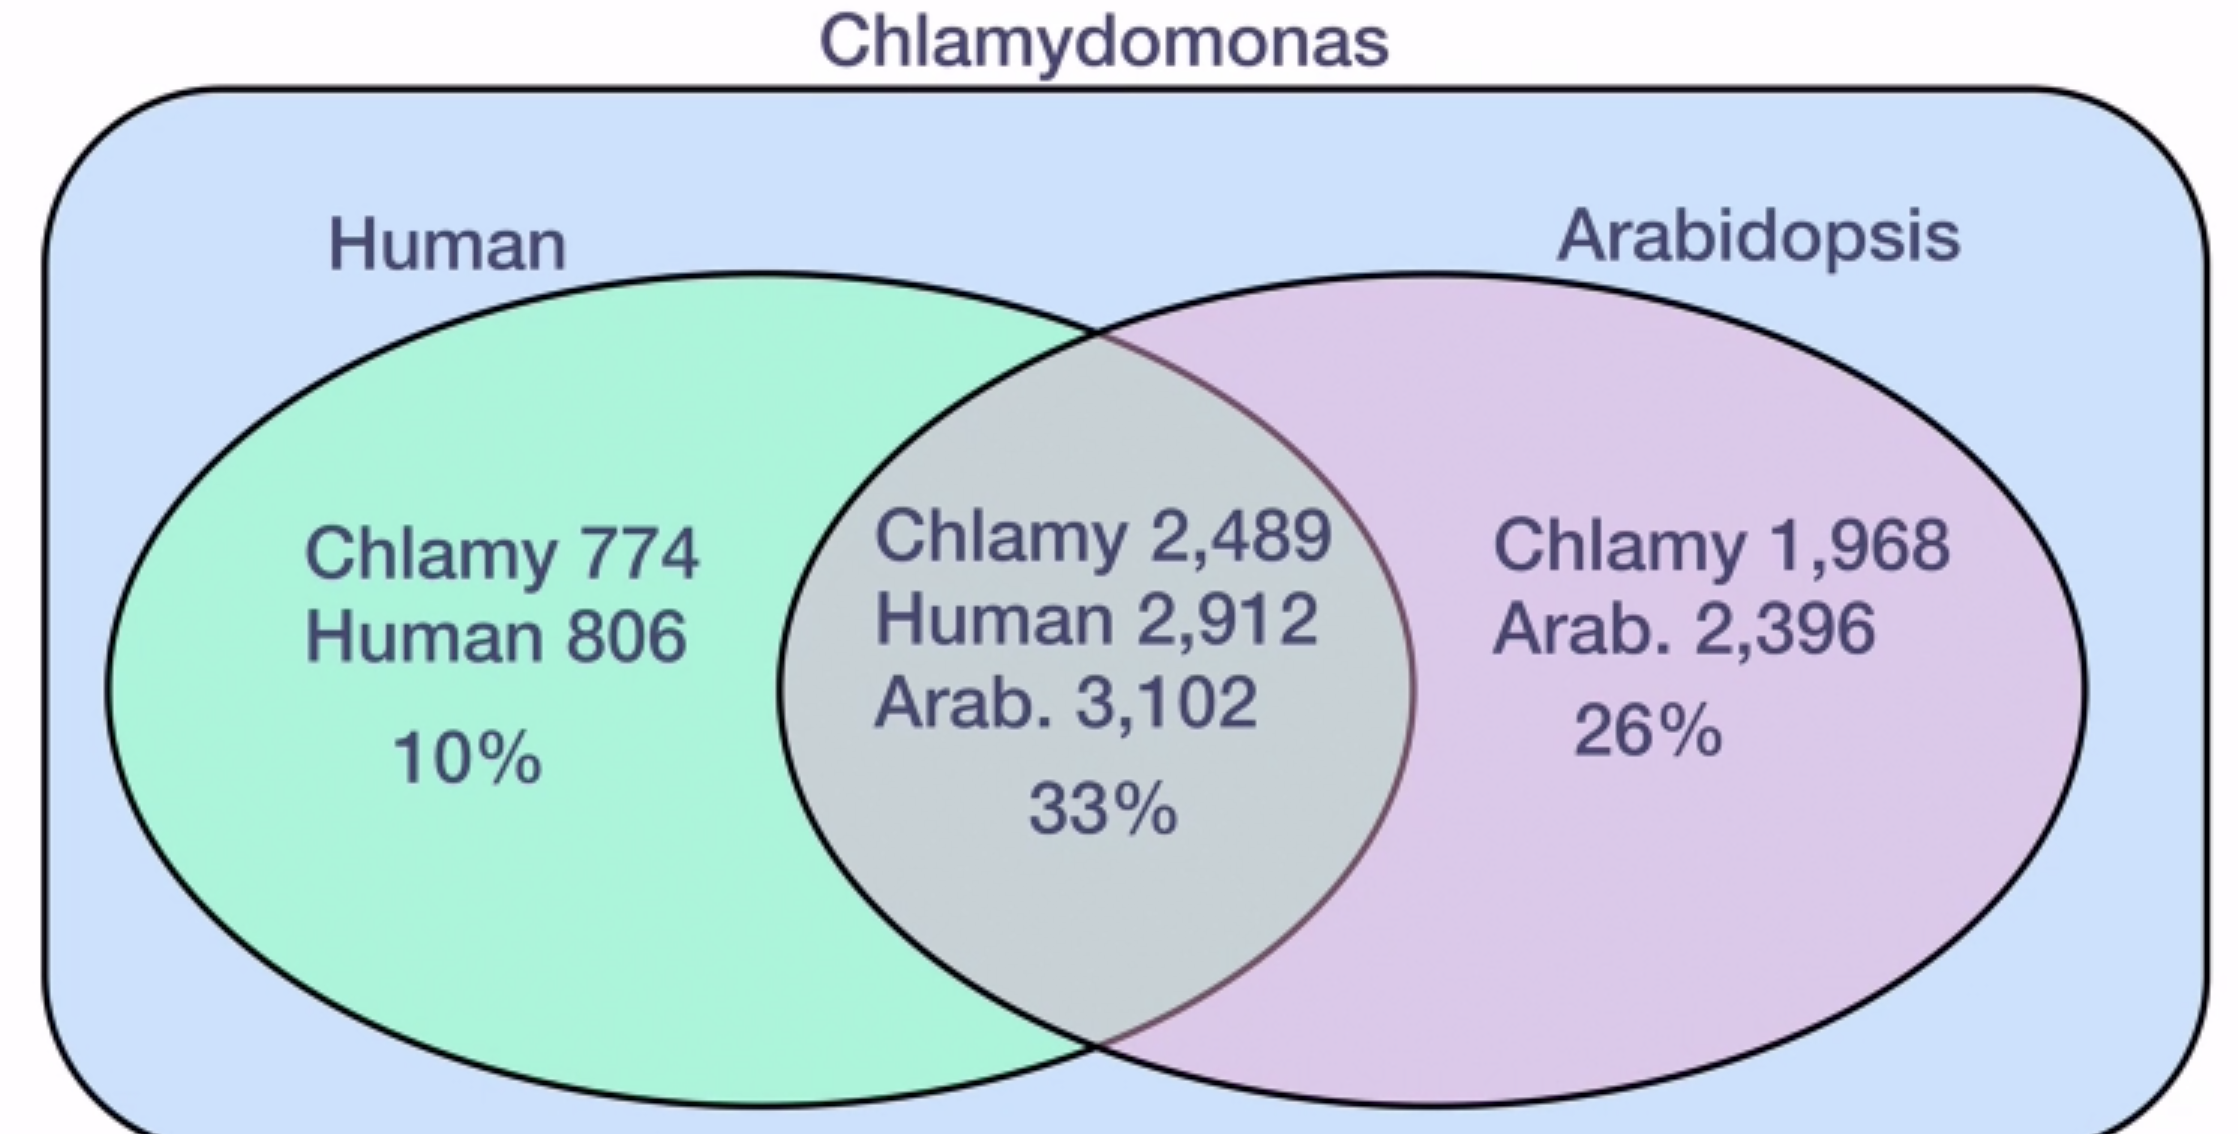 Chlamydomonas
Human
Arabidopsis
Chlamy 774
Human 806
10%
Chlamy 2,489
Human 2,912
Arab. 3,102
33%
Chlamy 1,968
Arab. 2,396
26%